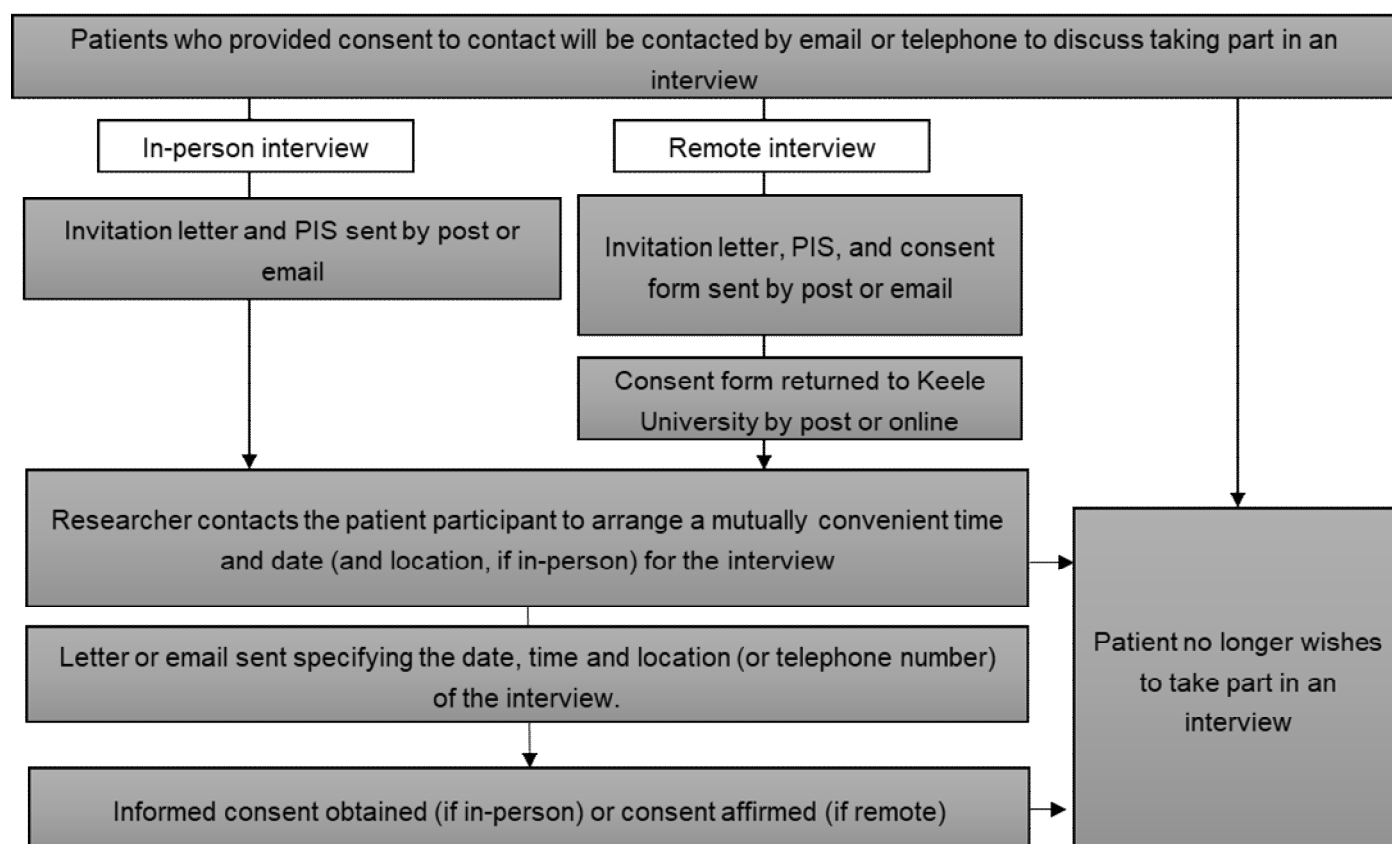 Patients who provided consent to contact will be contacted by email or telephone to discuss taking part in an
interview
In-person interview
Remote interview
Invitation letter and PIS sent by post or
email
Invitation letter, PIS, and consent
form sent by post or email
Consent form returned to Keele
University by post or online
Researcher contacts the patient participant to arrange a mutually convenient time
and date (and location, if in-person) for the interview
Letter or email sent specifying the date, time and location (or telephone number)
of the interview.
Patient no longer wishes
to take part in an
interview
Informed consent obtained (if in-person) or consent affirmed (if remote)